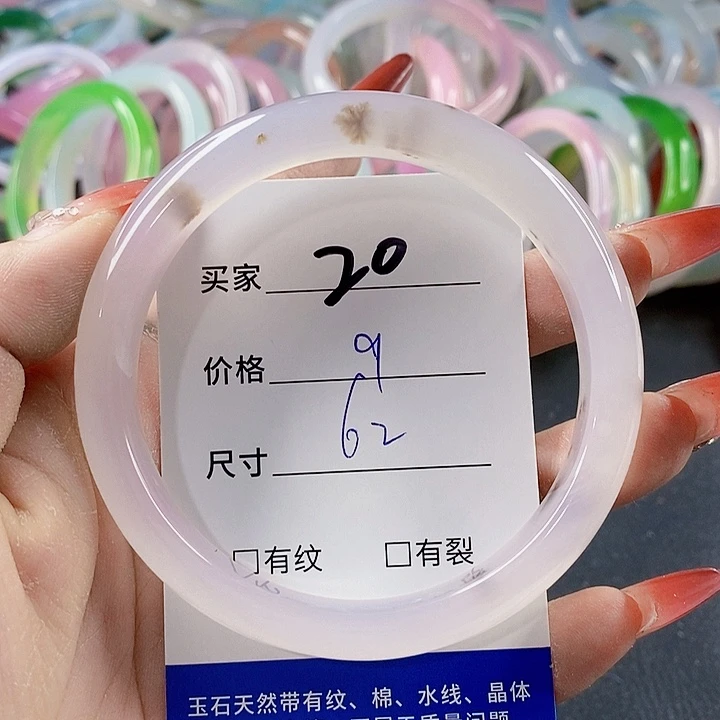 买家 20
价格 9
尺寸 62
□有纹 □有裂
玉石天然带有纹、棉、水线、晶体